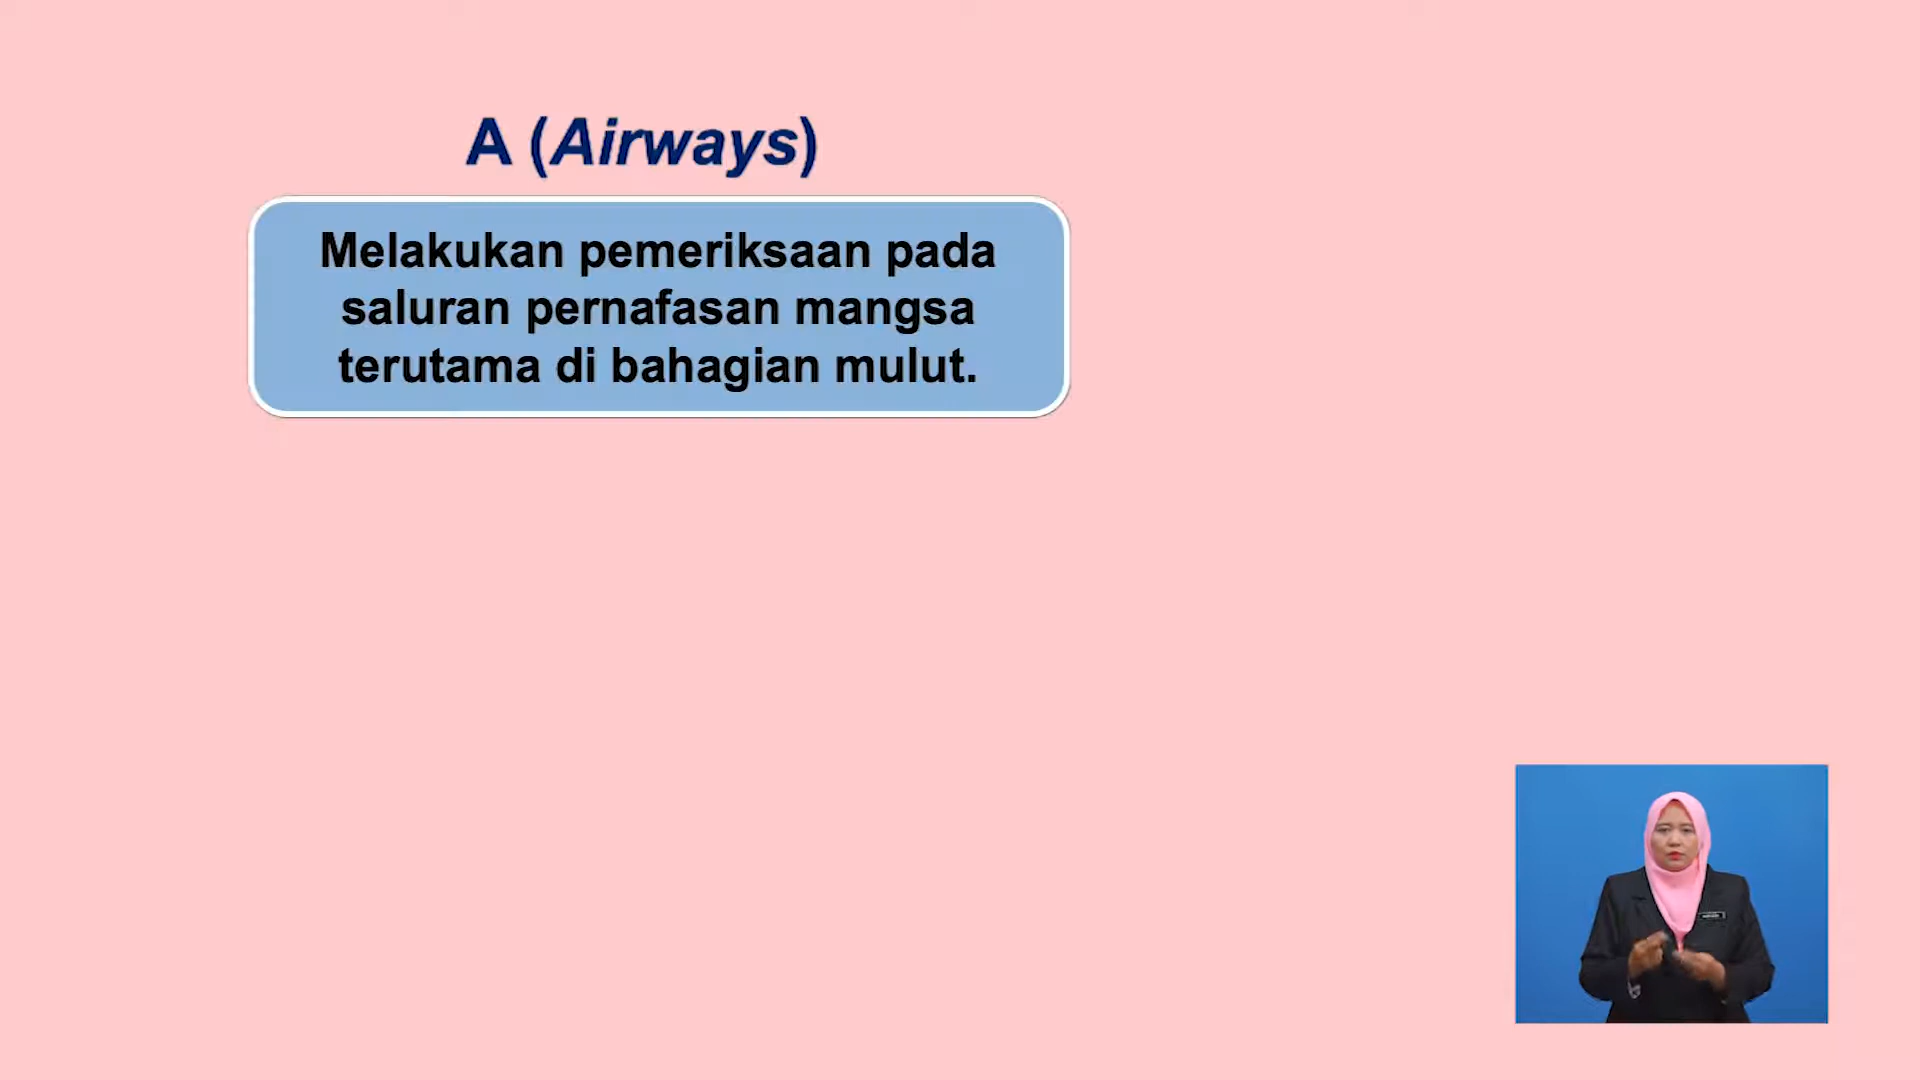 A (Airways)
Melakukan pemeriksaan pada
saluran pernafasan mangsa
terutama di bahagian mulut.